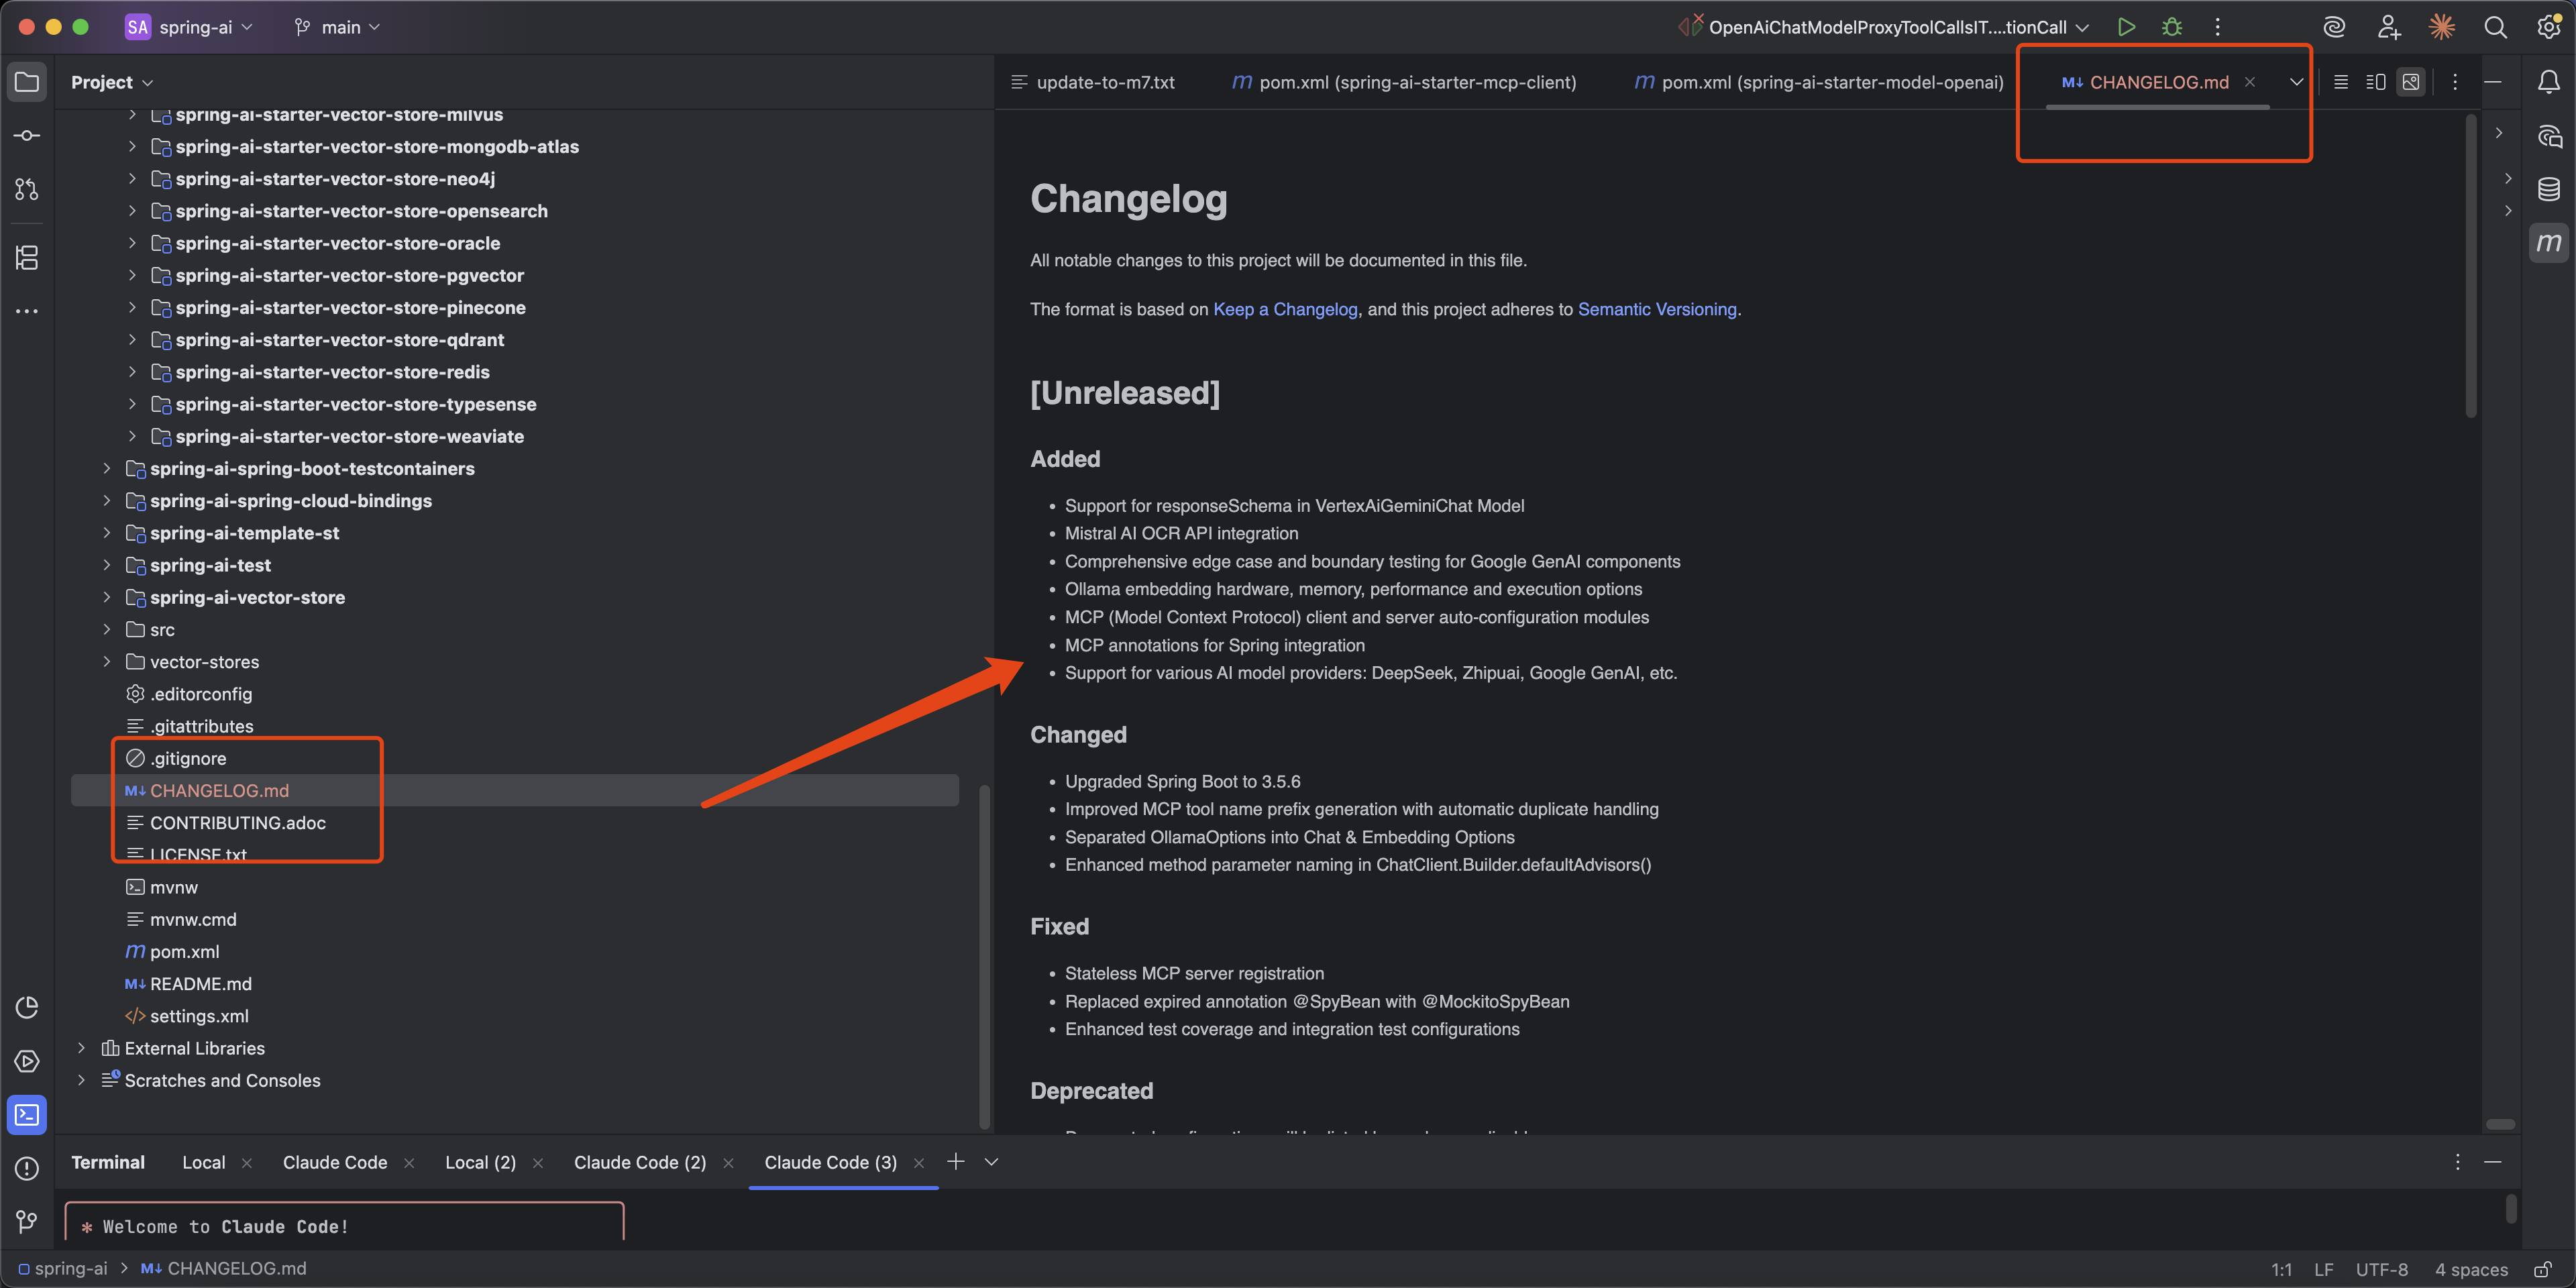 SA spring-ai main OpenAiChatModelProxyToolCallsIT....tionCall
Project
update-to-m7.txt
pom.xml (spring-ai-starter-mcp-client)
pom.xml (spring-ai-starter-model-openai)
CHANGELOG.md
spring-ai-starter-vector-store-milvus
spring-ai-starter-vector-store-mongodb-atlas
spring-ai-starter-vector-store-neo4j
spring-ai-starter-vector-store-opensearch
spring-ai-starter-vector-store-oracle
spring-ai-starter-vector-store-pgvector
spring-ai-starter-vector-store-pinecone
spring-ai-starter-vector-store-qdrant
spring-ai-starter-vector-store-redis
spring-ai-starter-vector-store-typesense
spring-ai-starter-vector-store-weaviate
spring-ai-spring-boot-testcontainers
spring-ai-spring-cloud-bindings
spring-ai-template-st
spring-ai-test
spring-ai-vector-store
src
vector-stores
.editorconfig
.gitattributes
.gitignore
CHANGELOG.md
CONTRIBUTING.adoc
LICENSE.txt
mvnw
mvnw.cmd
pom.xml
README.md
settings.xml
External Libraries
Scratches and Consoles
Changelog
All notable changes to this project will be documented in this file.
The format is based on Keep a Changelog, and this project adheres to Semantic Versioning.
[Unreleased]
Added
Support for responseSchema in VertexAiGeminiChat Model
Mistral AI OCR API integration
Comprehensive edge case and boundary testing for Google GenAI components
Ollama embedding hardware, memory, performance and execution options
MCP (Model Context Protocol) client and server auto-configuration modules
MCP annotations for Spring integration
Support for various AI model providers: DeepSeek, Zhipuai, Google GenAI, etc.
Changed
Upgraded Spring Boot to 3.5.6
Improved MCP tool name prefix generation with automatic duplicate handling
Separated OllamaOptions into Chat & Embedding Options
Enhanced method parameter naming in ChatClient.Builder.defaultAdvisors()
Fixed
Stateless MCP server registration
Replaced expired annotation @SpyBean with @MockitoSpyBean
Enhanced test coverage and integration test configurations
Deprecated
Terminal Local Claude Code Local (2) Claude Code (2) Claude Code (3)
* Welcome to Claude Code!
spring-ai > M↓ CHANGELOG.md
1:1 LF UTF-8 4 spaces